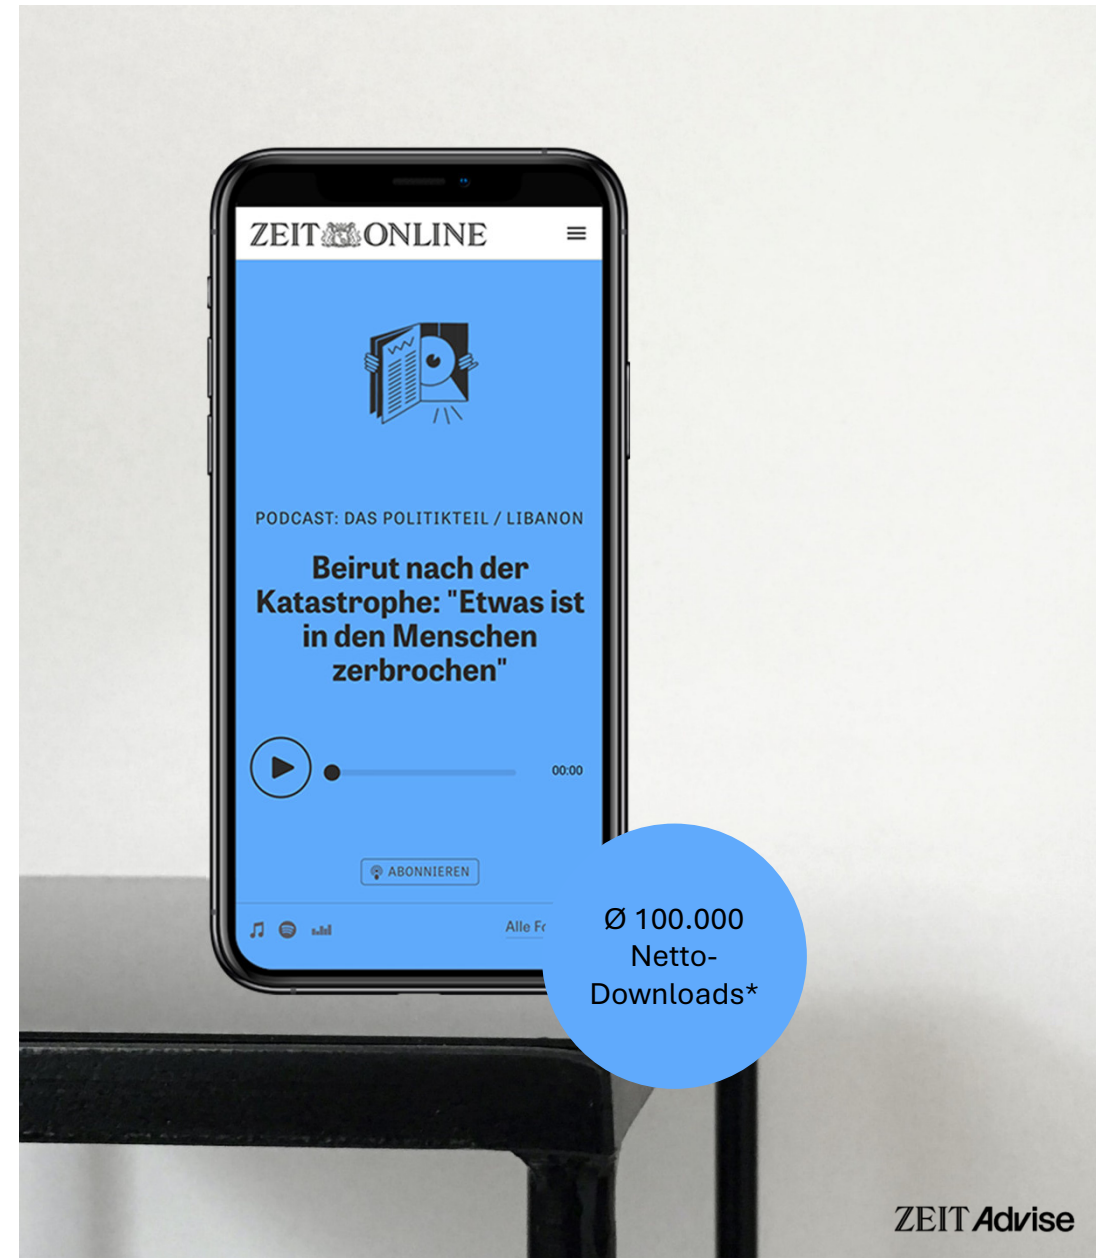 ZEIT ONLINE
PODCAST: DAS POLITIKTEIL / LIBANON
Beirut nach der
Katastrophe: "Etwas ist
in den Menschen
zerbrochen"
00:00
ABONNIEREN
Alle
Ø 100.000
Netto-
Downloads*
ZEIT Advise